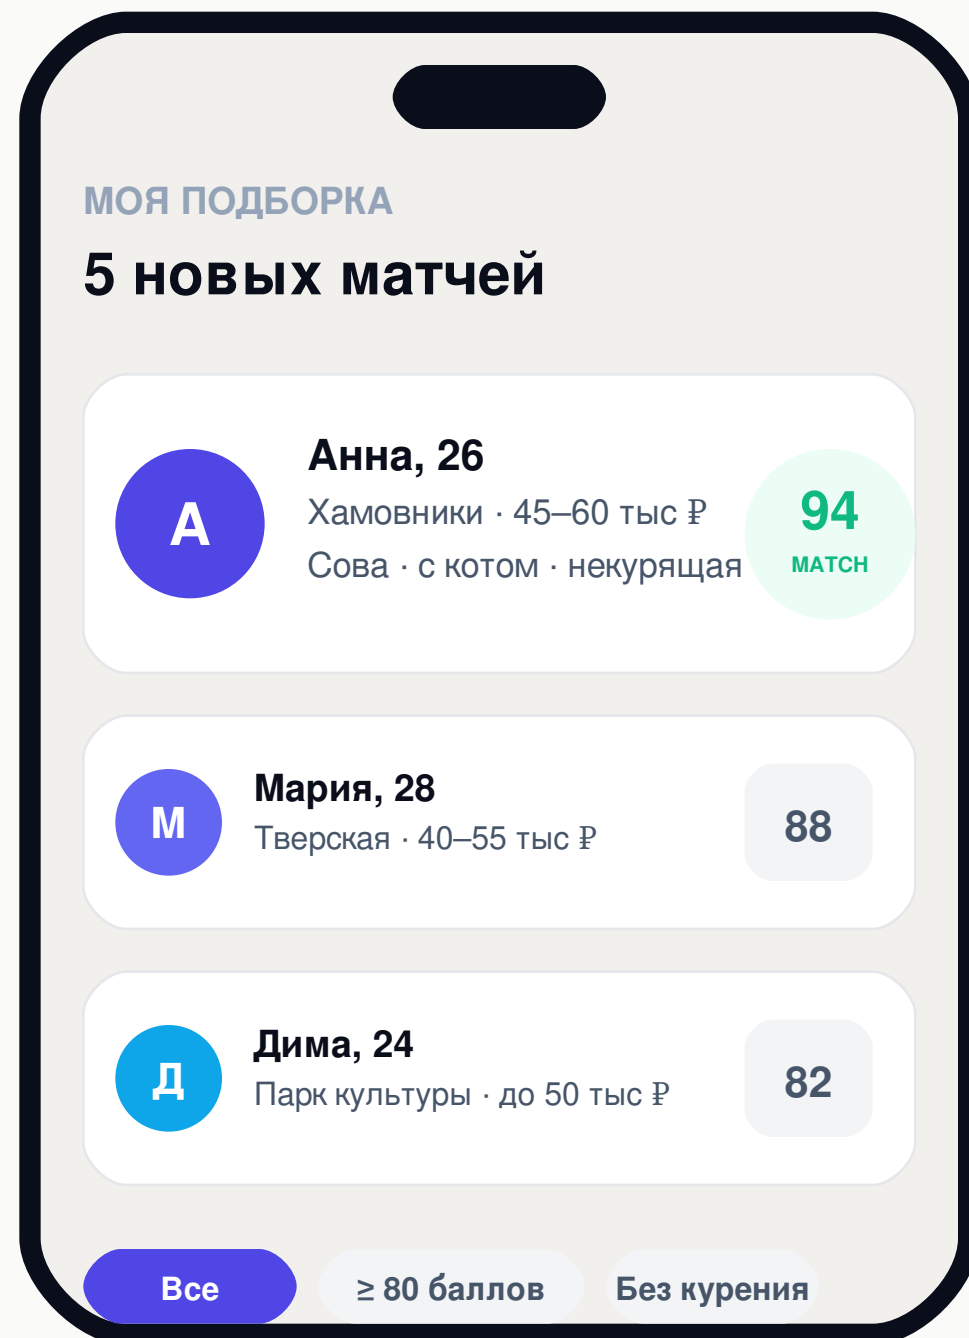 МОЯ ПОДБОРКА
5 новых матчей
А
Анна, 26
Хамовники · 45–60 тыс ₽
Сова · с котом · некурящая
94
MATCH
М
Мария, 28
Тверская · 40–55 тыс ₽
88
Д
Дима, 24
Парк культуры · до 50 тыс ₽
82
Все
≥ 80 баллов
Без курения